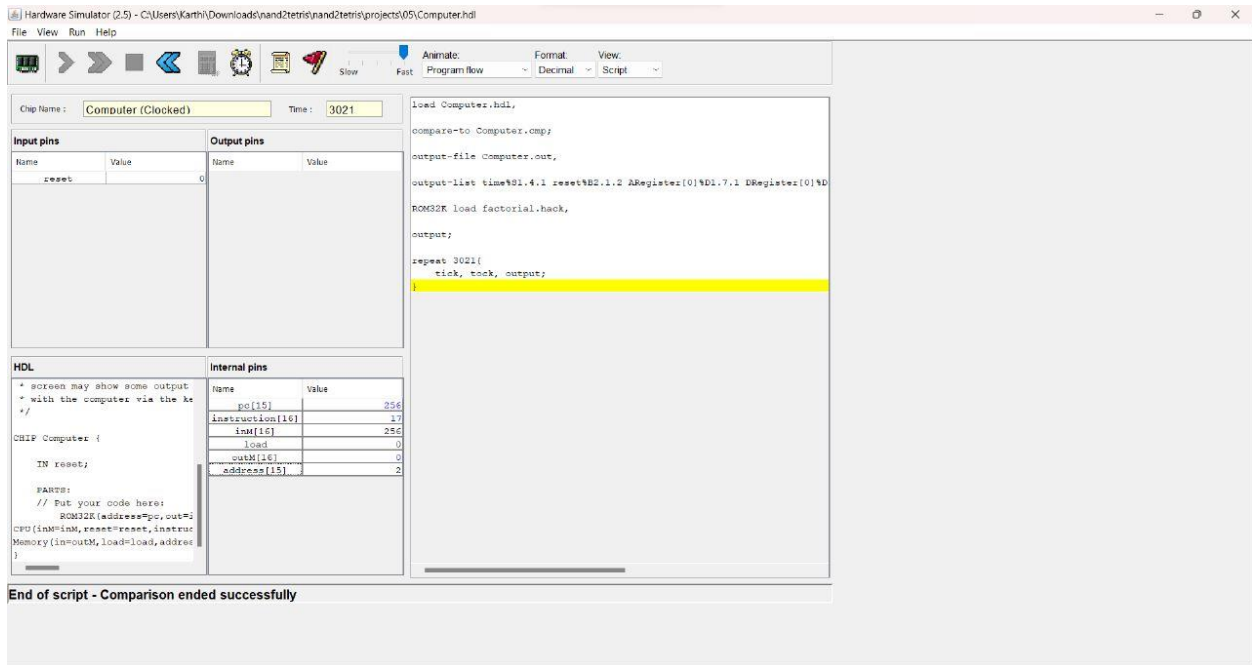 Hardware Simulator (2.5) - C:\Users\Karthi\Downloads\nand2tetris\nand2tetris\projects\05\Computer.hdl
File View Run Help
Slow Fast
Animate: Format: View:
Program flow Decimal Script
Chip Name : Computer (Clocked) Time : 3021
Input pins
Name Value
reset 0
Output pins
Name Value
HDL
* screen may show some output
* with the computer via the ke
*/
CHIP Computer {
IN reset;
PARTS:
// Put your code here:
ROM32K(address=pc,out=i
CPU(inM=inM,reset=reset,instruc
Memory(in=outM,load=load,addres
}
Internal pins
Name Value
pc[15] 256
instruction[16] 17
inM[16] 256
load 0
outM[16] 0
address[15] 2
load Computer.hdl,
compare-to Computer.cmp;
output-file Computer.out,
output-list time%S1.4.1 reset%B2.1.2 ARegister[0]%D1.7.1 DRegister[0]%D
ROM32K load factorial.hack,
output;
repeat 3021{
tick, tock, output;
}
End of script - Comparison ended successfully